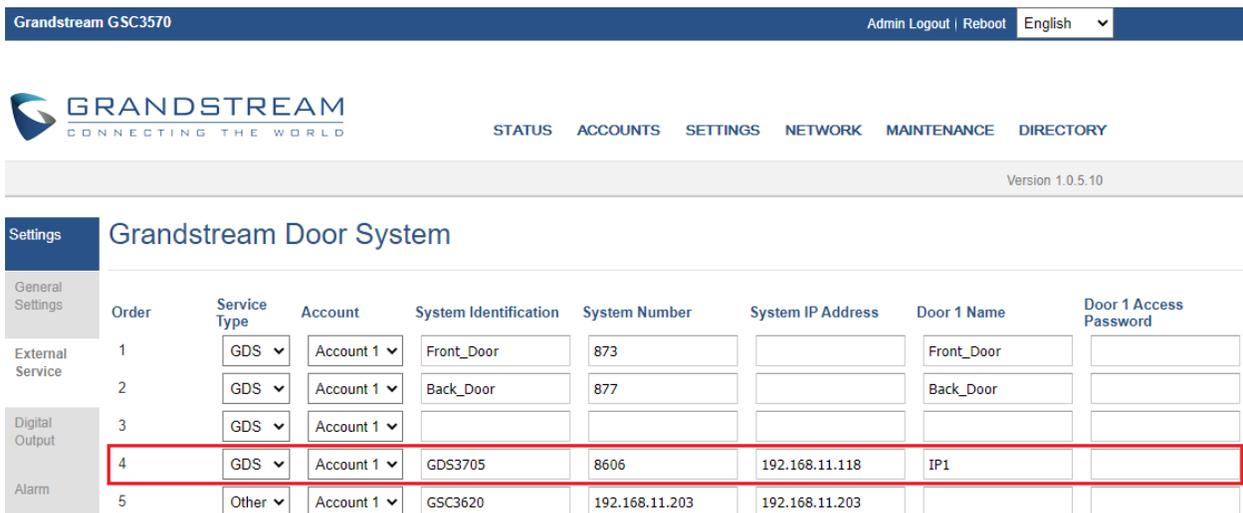 Grandstream GSC3570 Admin Logout | Reboot English
GRANDSTREAM
CONNECTING THE WORLD
STATUS ACCOUNTS SETTINGS NETWORK MAINTENANCE DIRECTORY
Version 1.0.5.10
Settings
General
Settings
External
Service
Digital
Output
Alarm
Grandstream Door System
Order Service Type Account System Identification System Number System IP Address Door 1 Name Door 1 Access Password
1 GDS Account 1 Front_Door 873 Front_Door
2 GDS Account 1 Back_Door 877 Back_Door
3 GDS Account 1
4 GDS Account 1 GDS3705 8606 192.168.11.118 IP1
5 Other Account 1 GSC3620 192.168.11.203 192.168.11.203